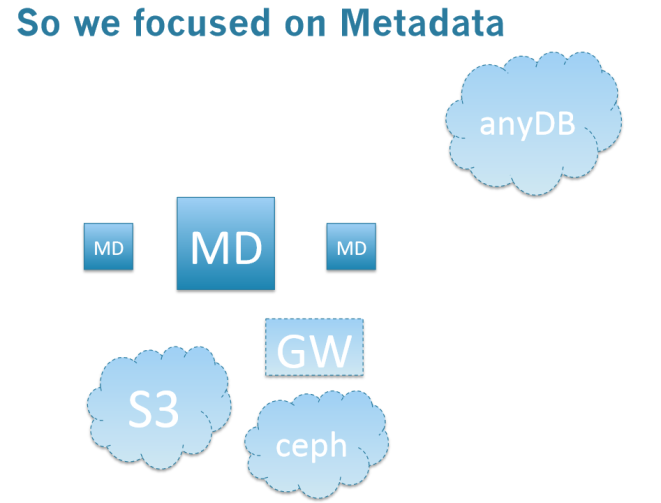 So we focused on Metadata
anyDB
MD
MD
MD
GW
S3
ceph